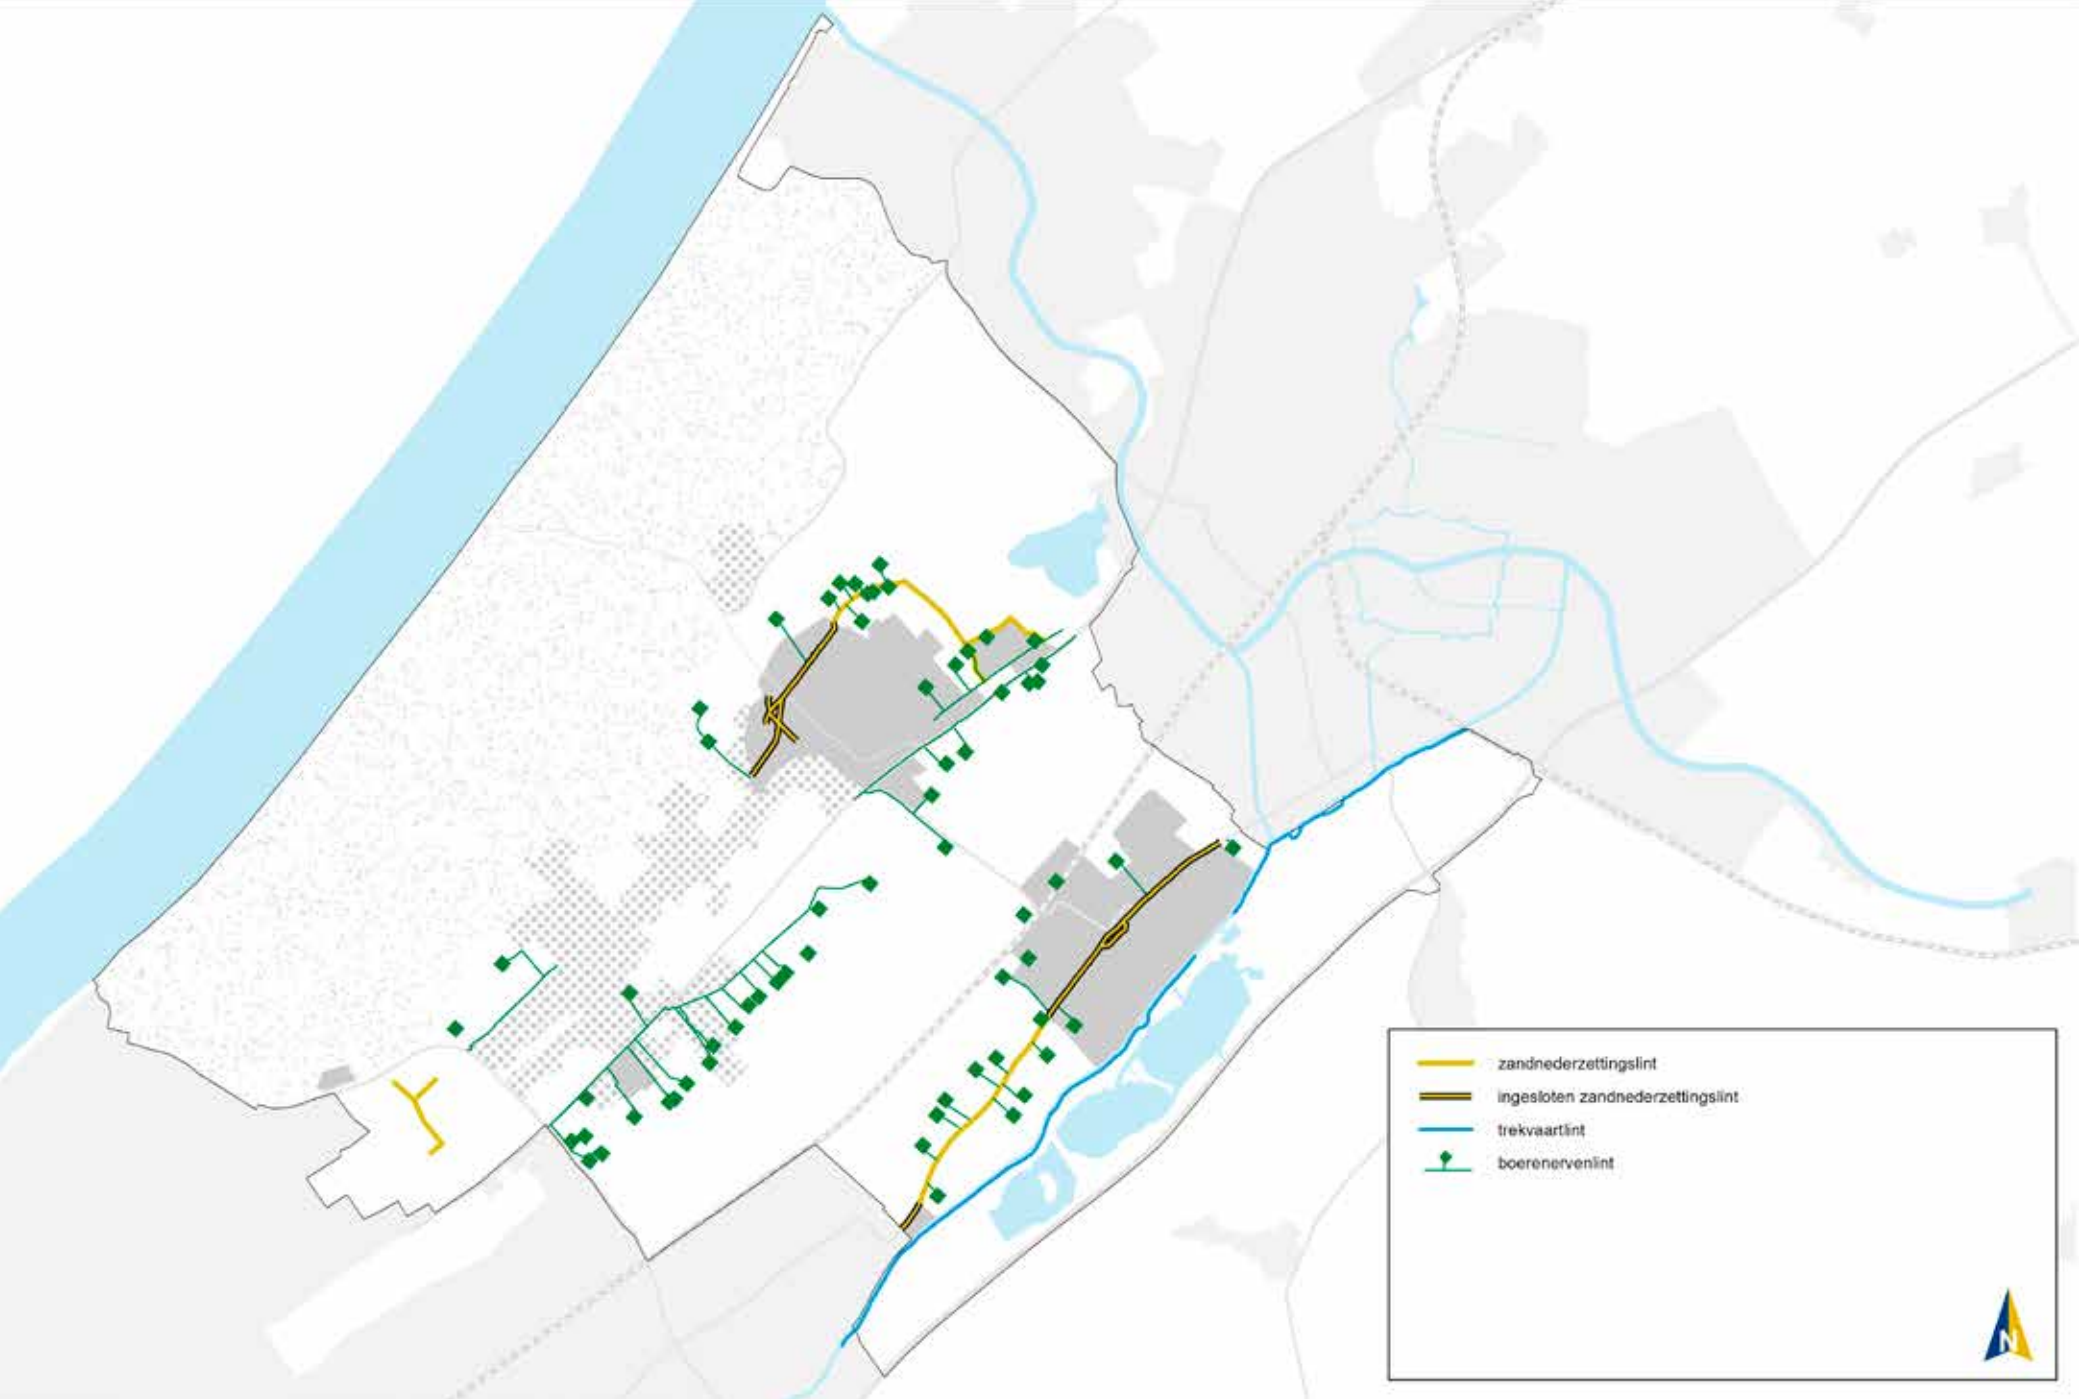 zandnederzettingslint
ingesloten zandnederzettingslint
trekvaartlint
boerenervenlint
N